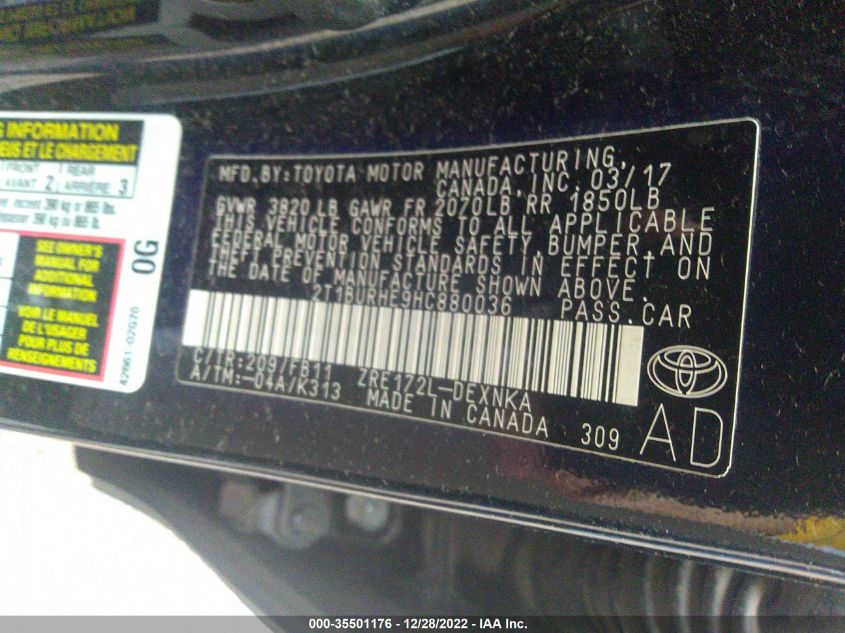 G INFORMATION
ET LE CHARGEMENT
FRONT
REAR
AVANT: 2
ARRIÈRE: 3
SEE OWNER'S
MANUAL FOR
ADDITIONAL
INFORMATION
VOIR LE MANUEL
DE L'USAGER
POUR PLUS DE
RENSEIGNEMENTS
0G
42661-02G70
MFD.BY:TOYOTA MOTOR MANUFACTURING,
CANADA, INC. 03/17
GVWR 3820 LB GAWR FR 2070LB RR 1850LB
THIS VEHICLE CONFORMS TO ALL APPLICABLE
FEDERAL MOTOR VEHICLE SAFETY, BUMPER, AND
THEFT PREVENTION STANDARDS IN EFFECT ON
THE DATE OF MANUFACTURE SHOWN ABOVE.
2T1BURHE9HC880036 PASS.CAR
C/TR:209/FB11 ZRE172L-DEXNKA
A/TM:-04A/K313 MADE IN CANADA 309
AD
000-35501176 - 12/28/2022 - IAA Inc.